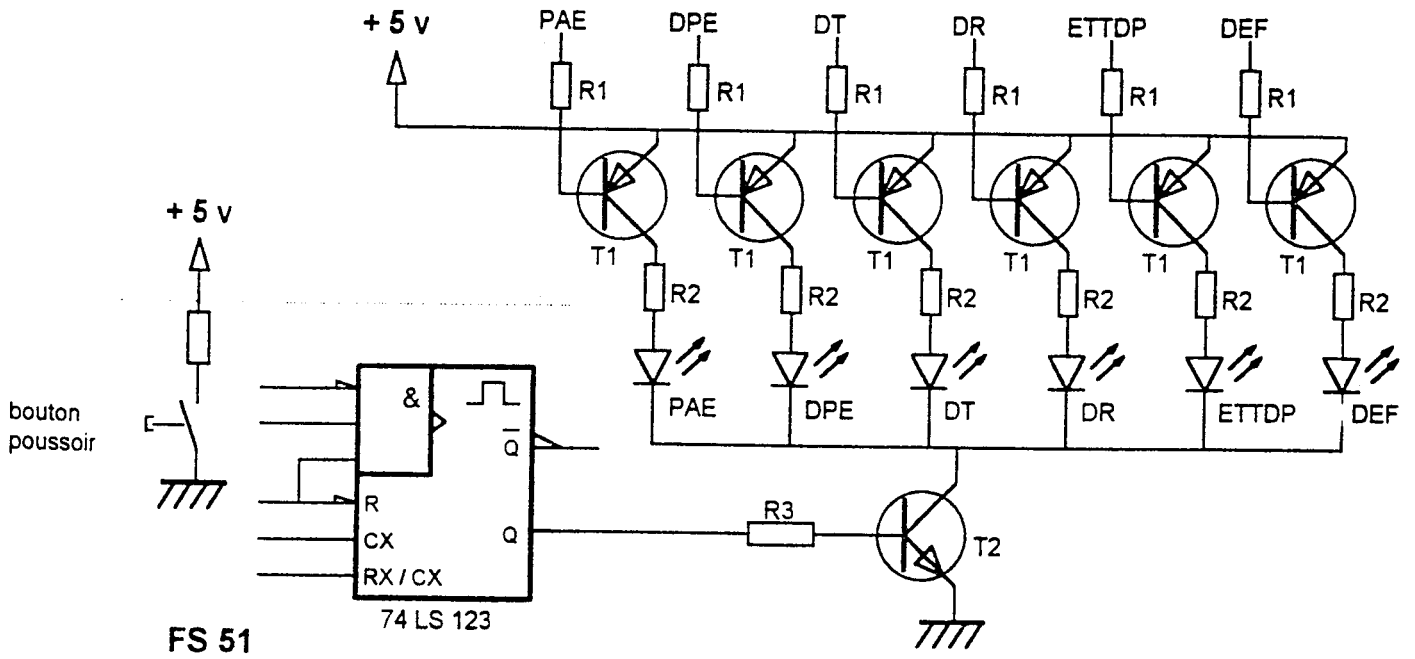 + 5 v
PAE DPE DT DR ETTDP DEF
R1 R1 R1 R1 R1 R1
T1 T1 T1 T1 T1 T1
+ 5 v
R2 R2 R2 R2 R2 R2
bouton
poussoir
&
PAE DPE DT DR ETTDP DEF
Q
R
CX
Q
RX / CX
R3
T2
74 LS 123
FS 51